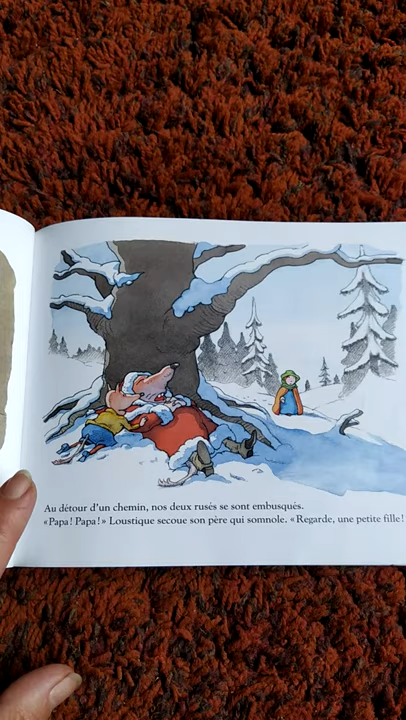 Au détour d'un chemin, nos deux rusés se sont embusqués.
«Papa! Papa!» Loustique secoue son père qui somnole. «Regarde, une petite fille!